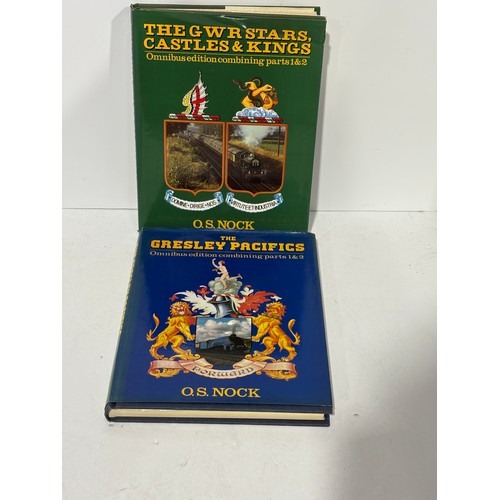 THE GWR STARS,
CASTLES & KINGS
Omnibus edition combining parts 1&2
DOMINE·DIRIGE·NOS
VIRTUTE ET INDUSTRIA
O.S. NOCK
THE
GRESLEY PACIFICS
Omnibus edition combining parts 1&2
FORWARD
O.S. NOCK